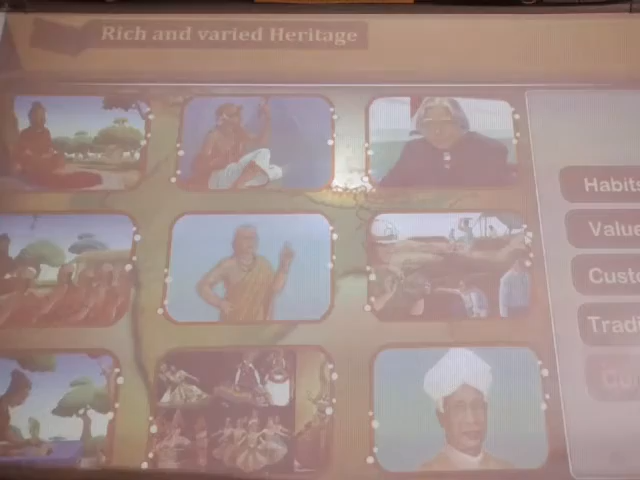 Rich and varied Heritage
Habits
Value
Custo
Tradi